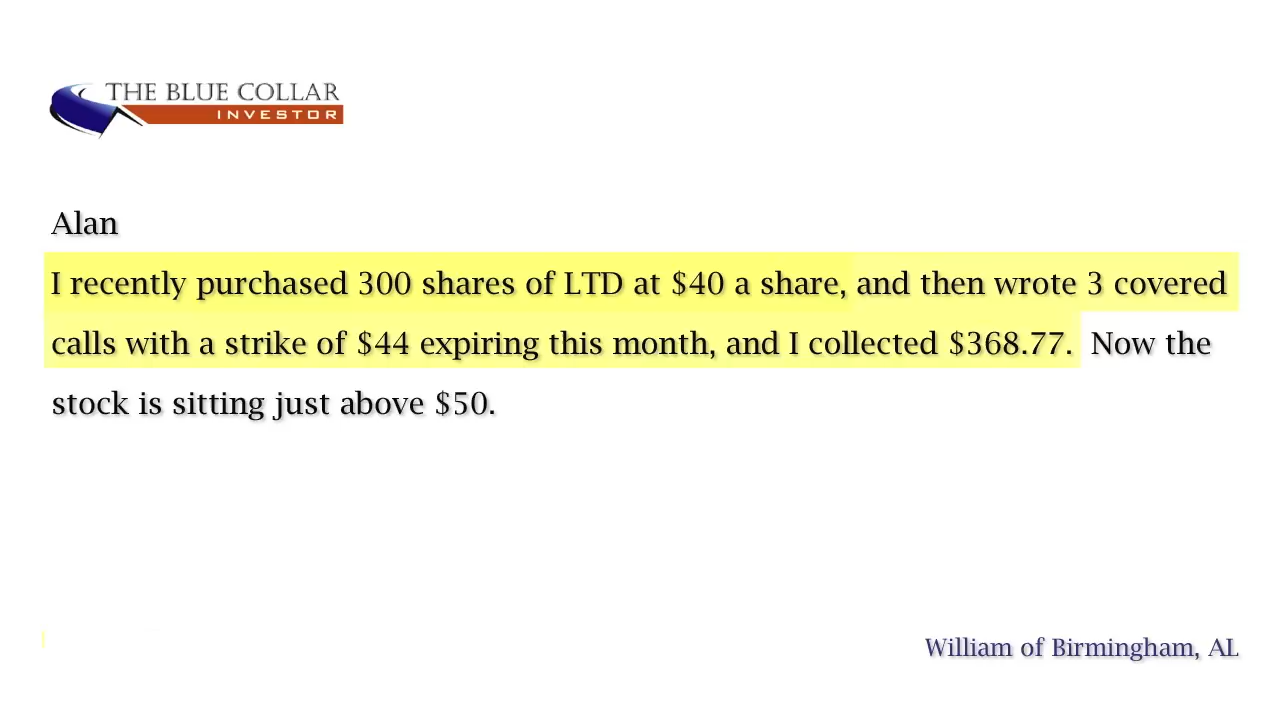 THE BLUE COLLAR
INVESTOR
Alan
I recently purchased 300 shares of LTD at $40 a share, and then wrote 3 covered
calls with a strike of $44 expiring this month, and I collected $368.77. Now the
stock is sitting just above $50.
William of Birmingham, AL